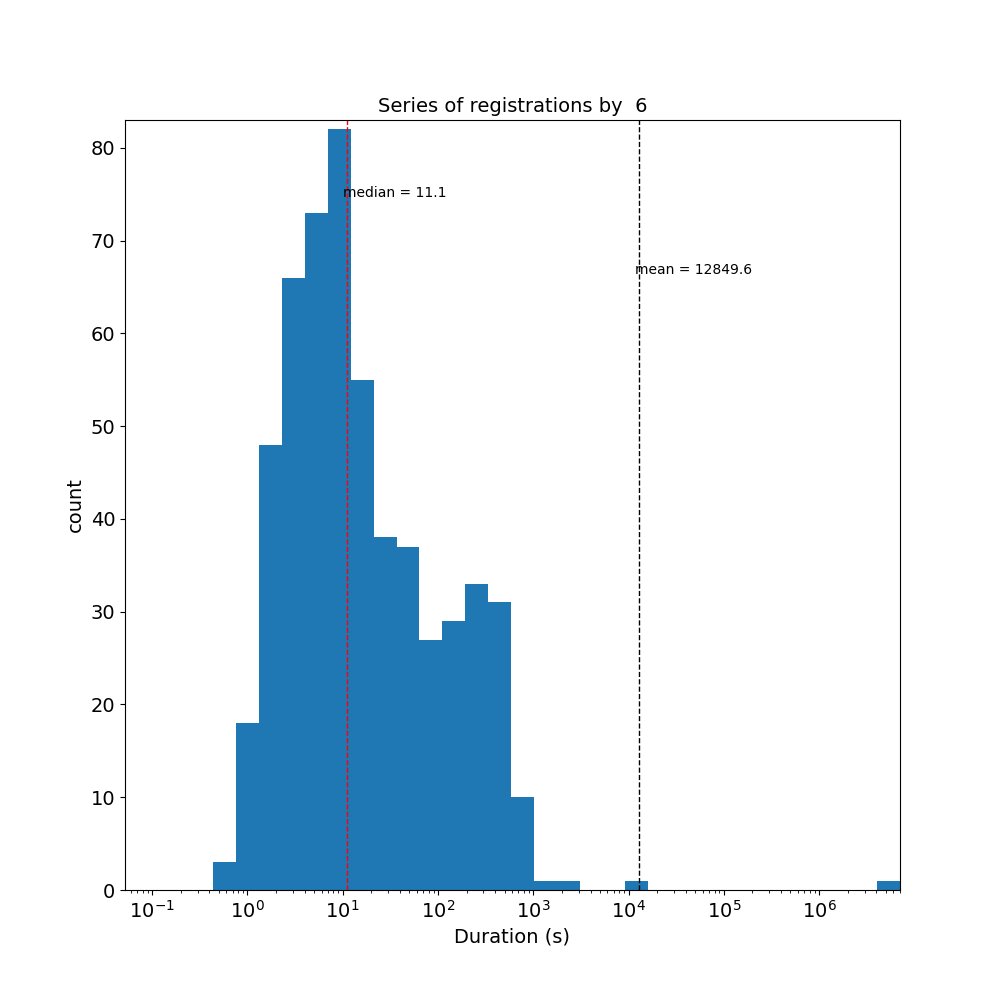 Series of registrations by  6
80
70
60
50
40
30
20
10
0
count
median = 11.1
mean = 12849.6
10⁻¹ 10⁰ 10¹ 10² 10³ 10⁴ 10⁵ 10⁶
Duration (s)